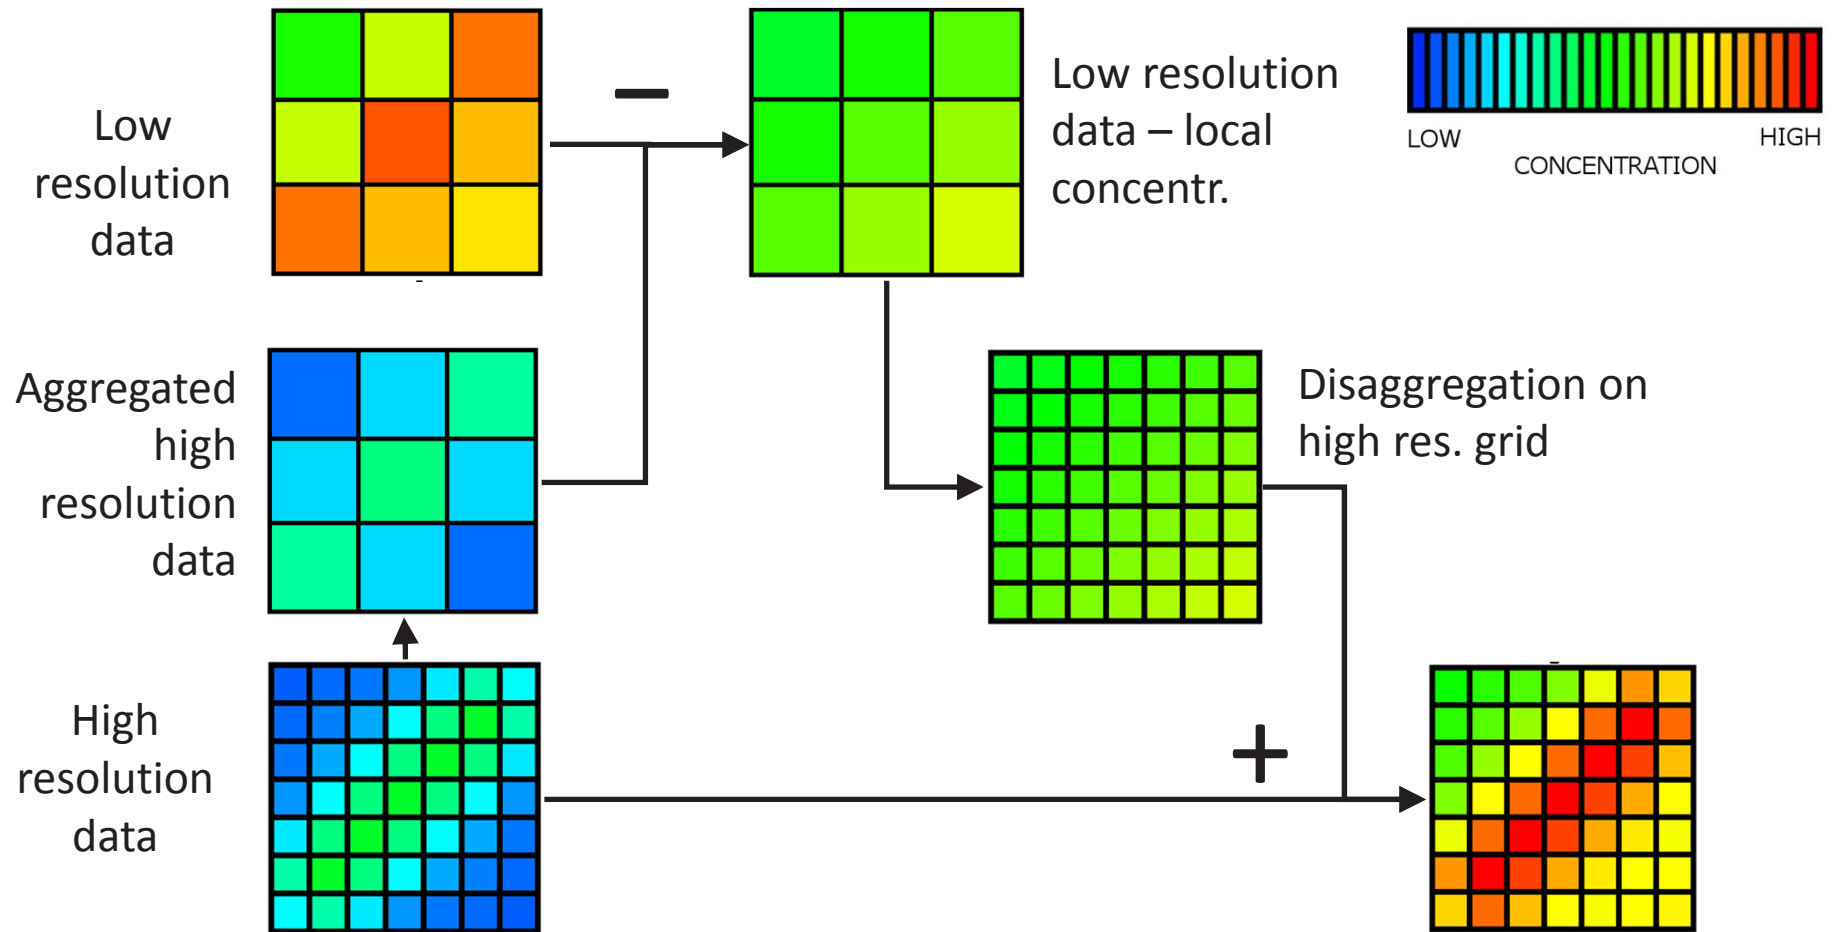 Low
resolution
data
−
Low resolution
data – local
concentr.
LOW
HIGH
CONCENTRATION
Aggregated
high
resolution
data
Disaggregation on
high res. grid
High
resolution
data
+